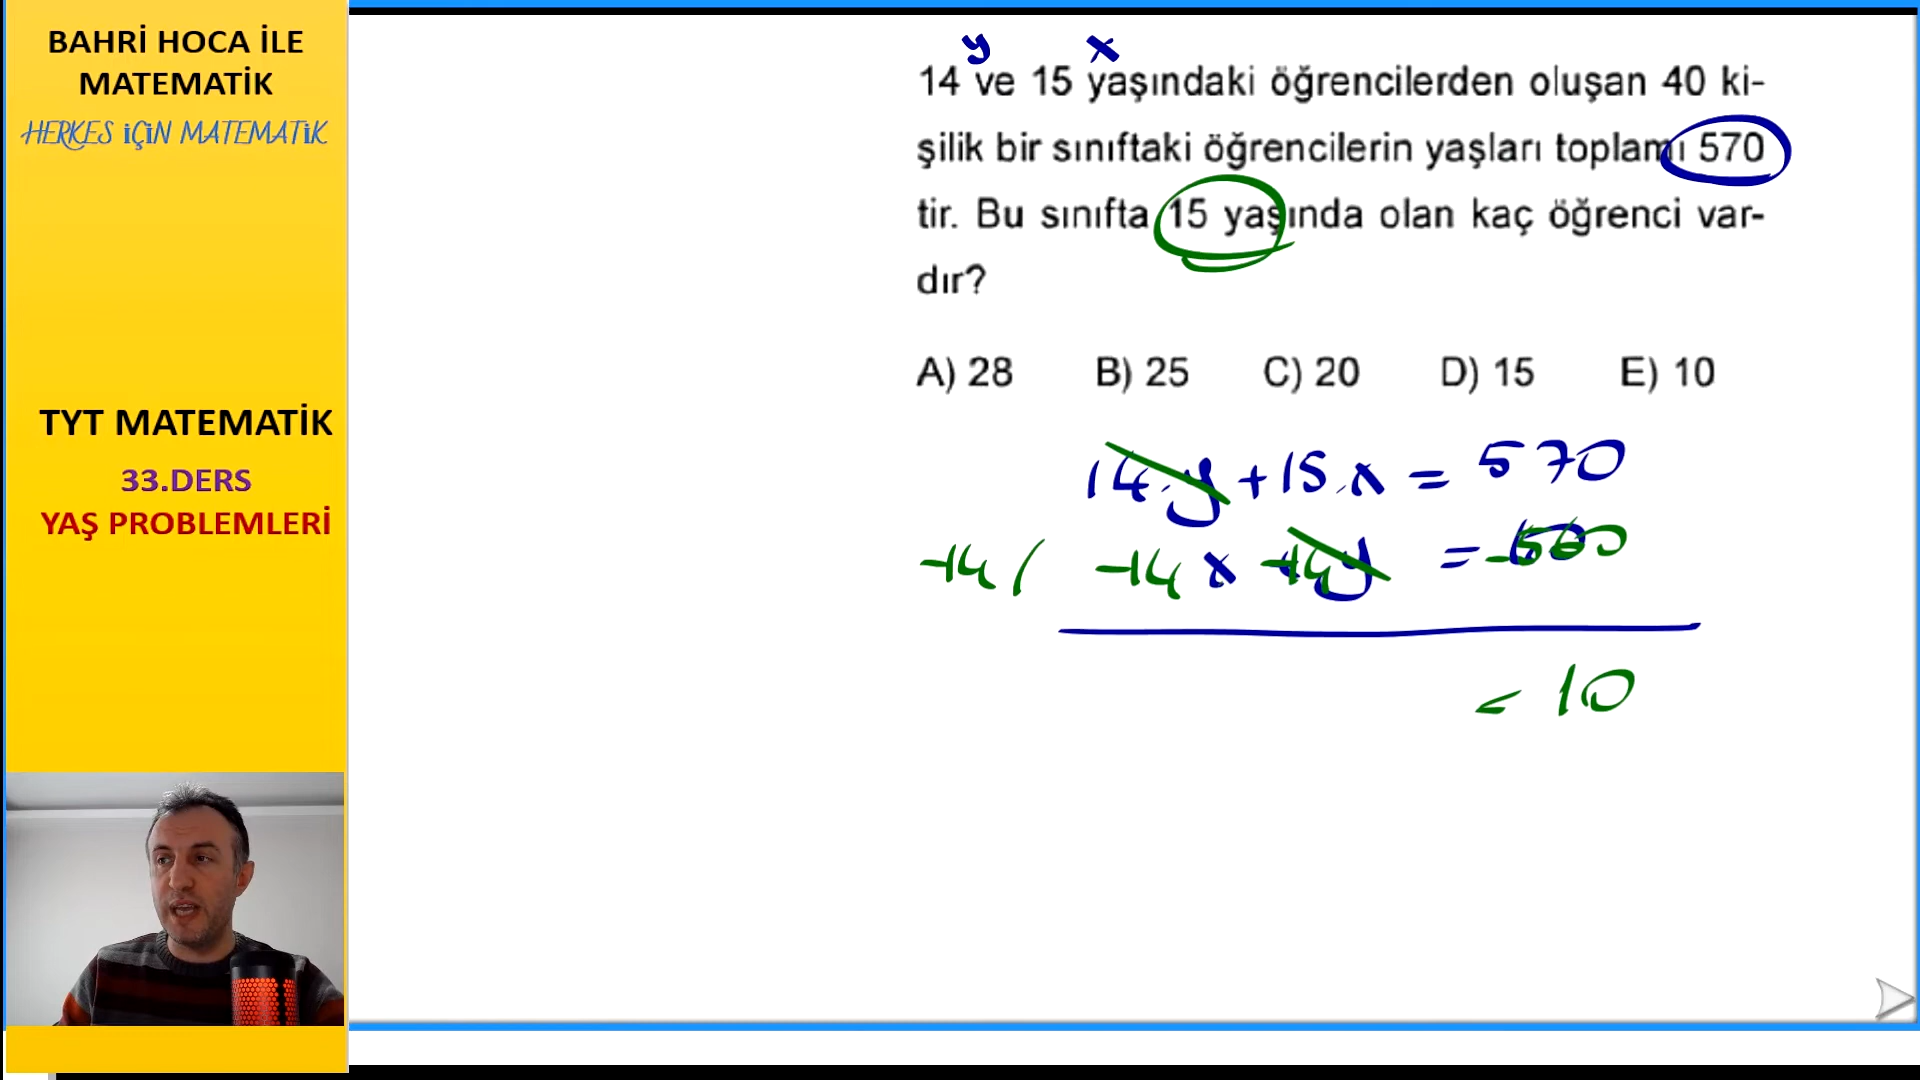 BAHRİ HOCA İLE
MATEMATİK
HERKES İÇİN MATEMATİK
TYT MATEMATİK
33.DERS
YAŞ PROBLEMLERİ
y x
14 ve 15 yaşındaki öğrencilerden oluşan 40 ki-
şilik bir sınıftaki öğrencilerin yaşları toplamı 570
tir. Bu sınıfta 15 yaşında olan kaç öğrenci var-
dır?
A) 28 B) 25 C) 20 D) 15 E) 10
14.y + 15.x = 570
-14 / -14 x -14y = -560
= 10